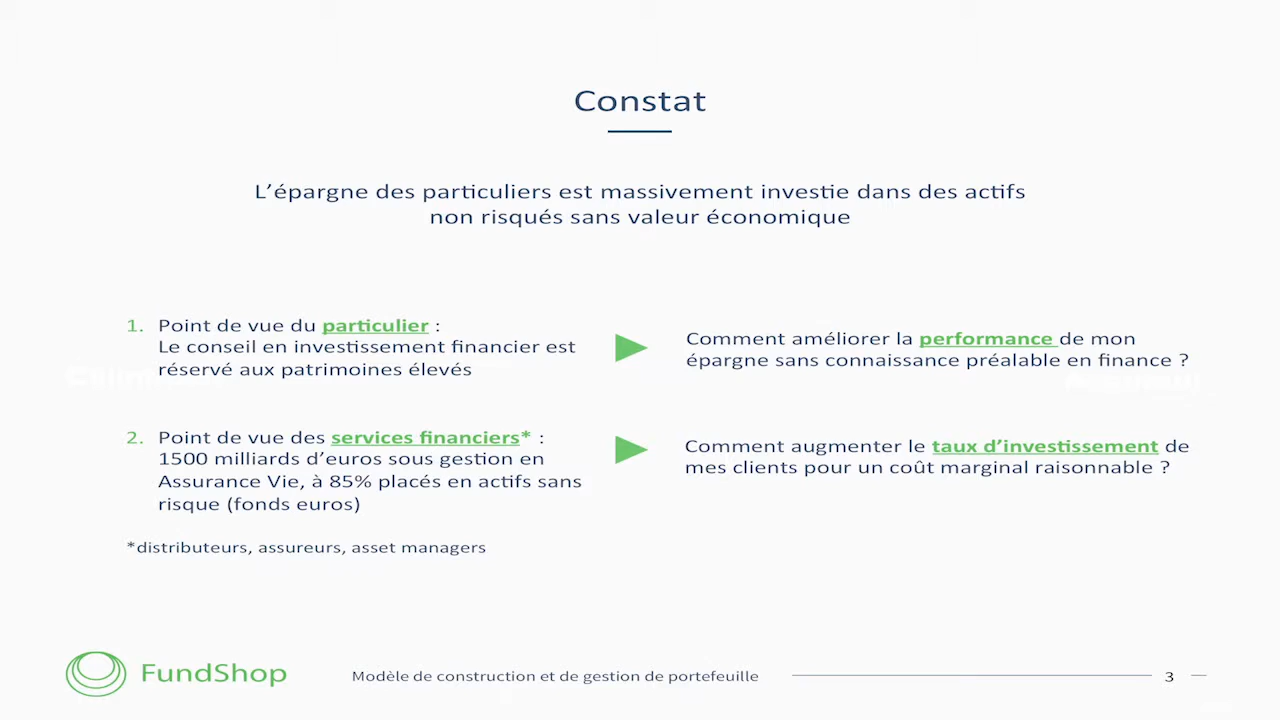 Constat
L’épargne des particuliers est massivement investie dans des actifs
non risqués sans valeur économique
1. Point de vue du particulier :
Le conseil en investissement financier est
réservé aux patrimoines élevés
Comment améliorer la performance de mon
épargne sans connaissance préalable en finance ?
2. Point de vue des services financiers* :
1500 milliards d’euros sous gestion en
Assurance Vie, à 85% placés en actifs sans
risque (fonds euros)
Comment augmenter le taux d’investissement de
mes clients pour un coût marginal raisonnable ?
*distributeurs, assureurs, asset managers
FundShop
Modèle de construction et de gestion de portefeuille
3